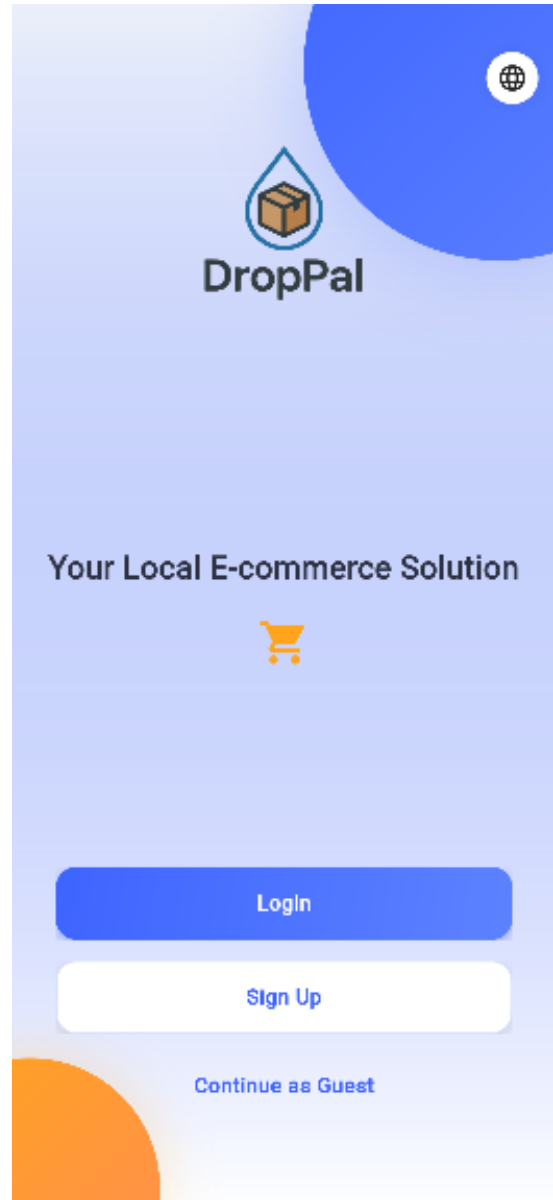 DropPal
Your Local E-commerce Solution
Login
Sign Up
Continue as Guest